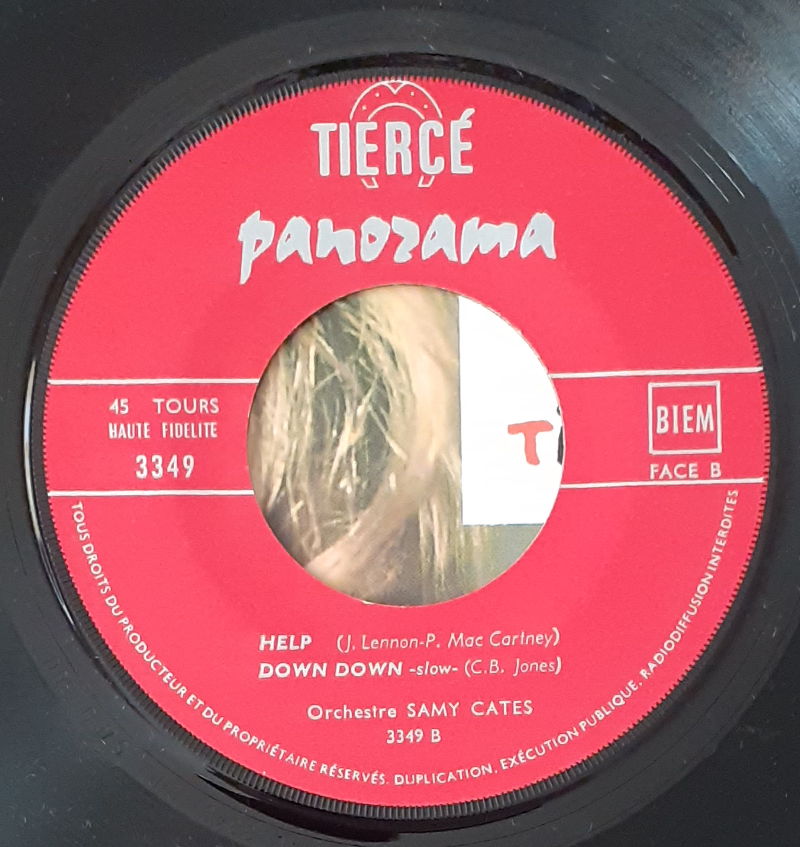 TIERCÉ
panorama
45 TOURS
HAUTE FIDELITE
3349
BIEM
FACE B
HELP (J. Lennon-P. Mac Cartney)
DOWN DOWN -slow- (C.B. Jones)
Orchestre SAMY CATES
3349 B
TOUS DROITS DU PRODUCTEUR ET DU PROPRIÉTAIRE RÉSERVÉS. DUPLICATION, EXÉCUTION PUBLIQUE, RADIODIFFUSION INTERDITES